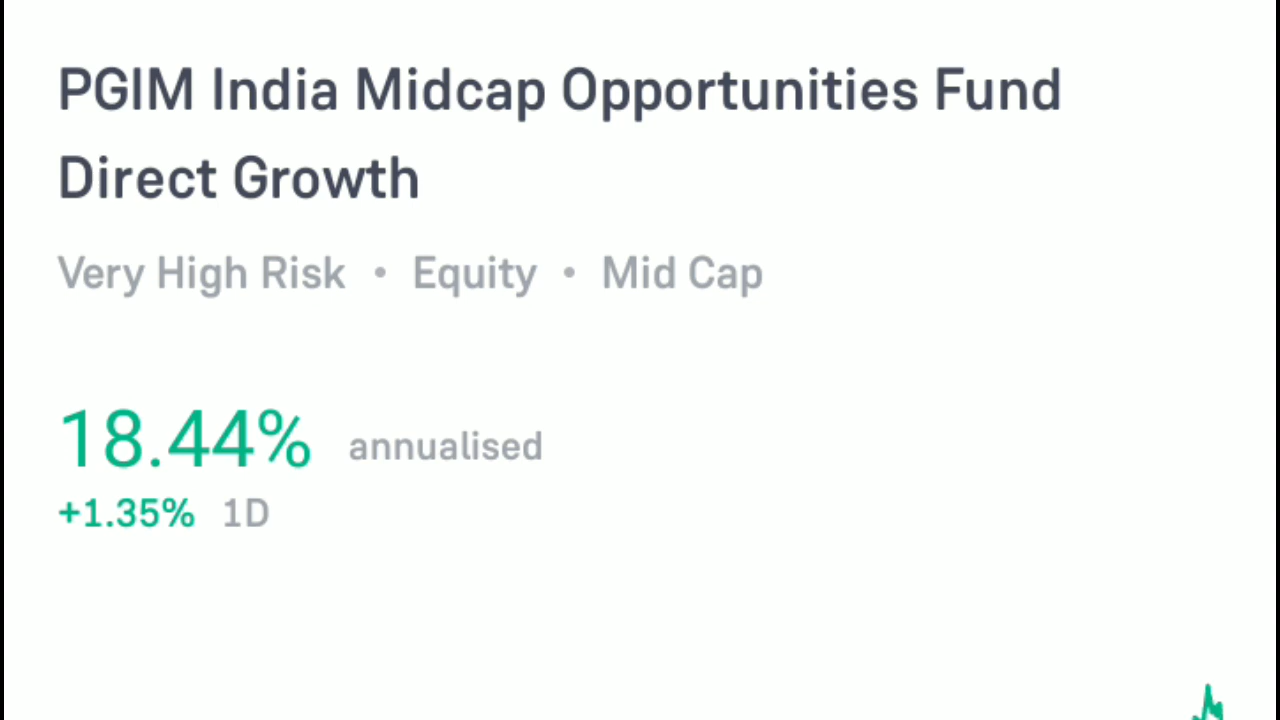 PGIM India Midcap Opportunities Fund
Direct Growth
Very High Risk • Equity • Mid Cap
18.44% annualised
+1.35% 1D